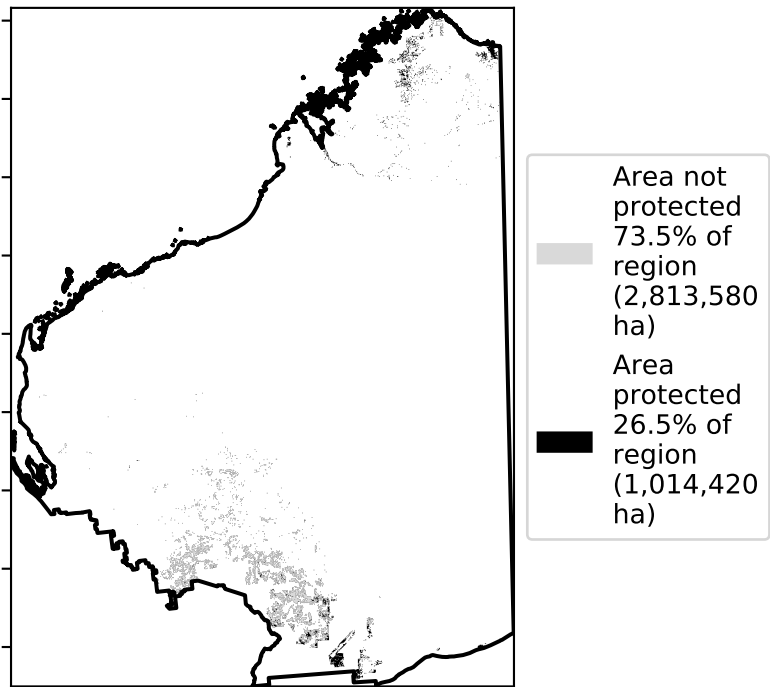 Area not
protected
73.5% of
region
(2,813,580
ha)
Area
protected
26.5% of
region
(1,014,420
ha)